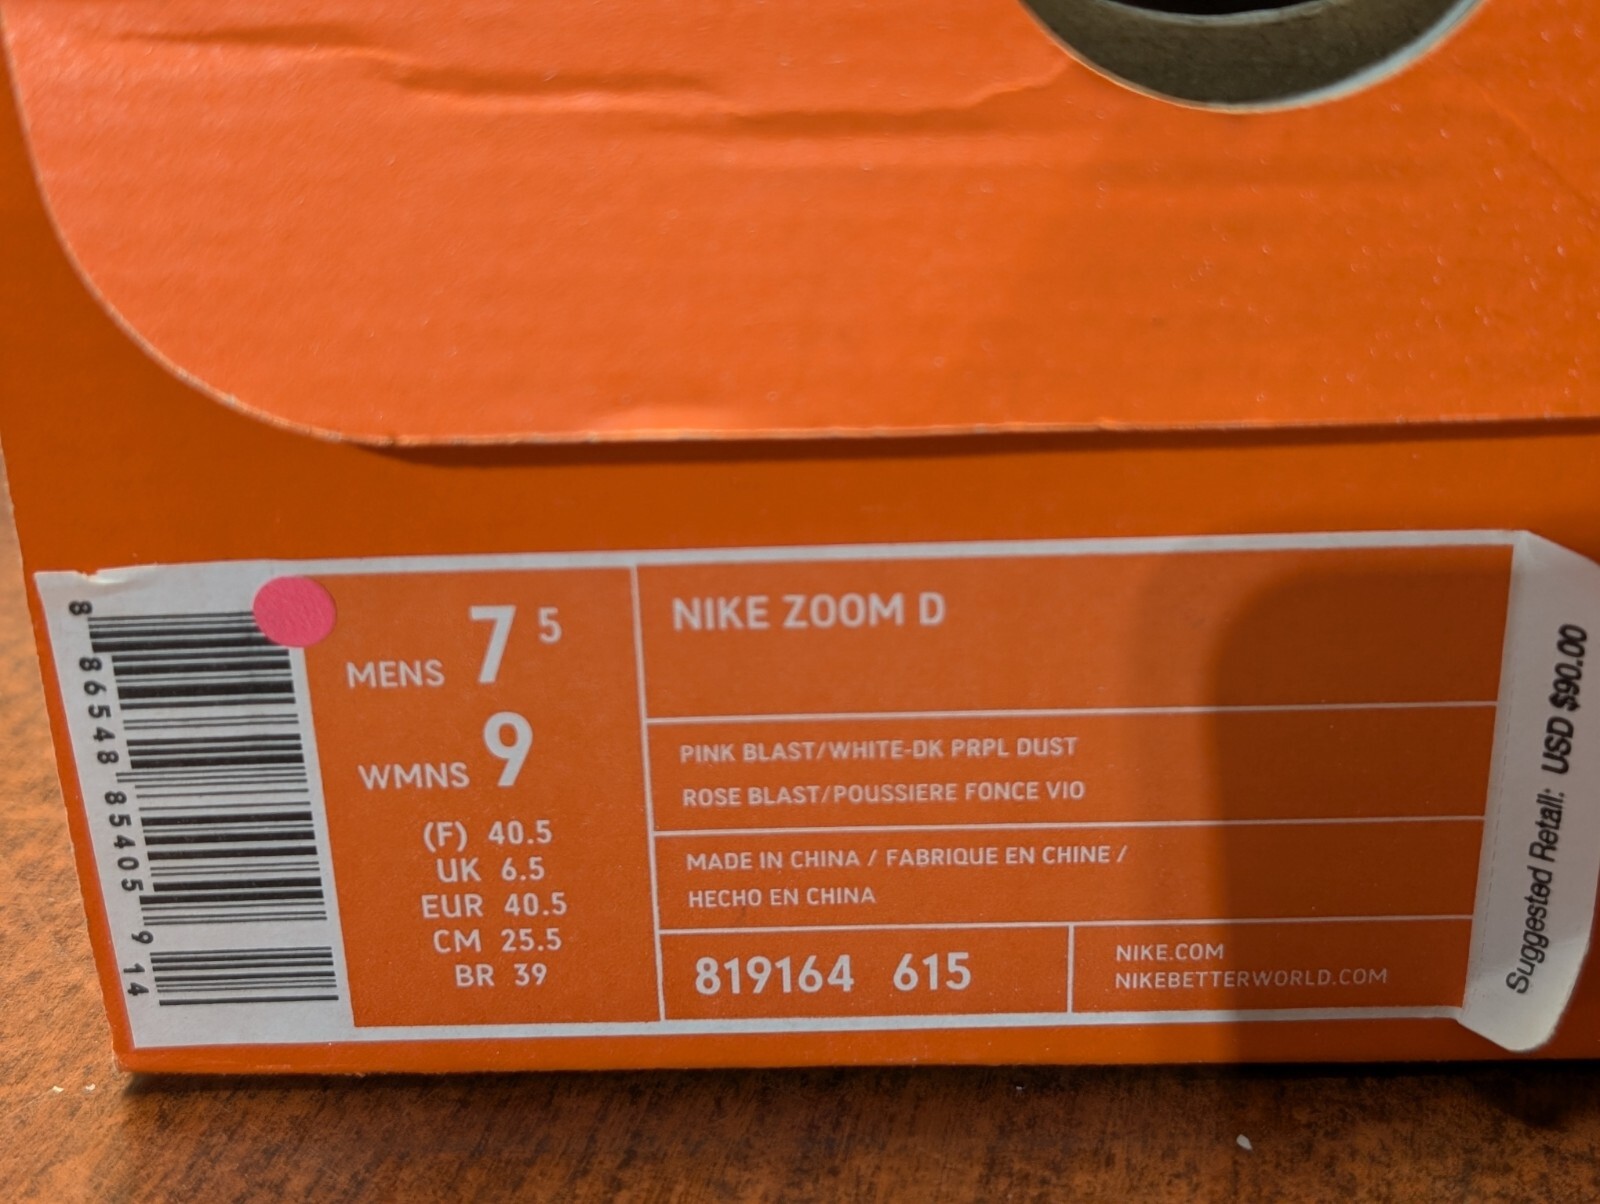 8 86548 85405 9 14
MENS 7 5
WMNS 9
(F) 40.5
UK 6.5
EUR 40.5
CM 25.5
BR 39
NIKE ZOOM D
PINK BLAST/WHITE-DK PRPL DUST
ROSE BLAST/POUSSIERE FONCE VIO
MADE IN CHINA / FABRIQUE EN CHINE /
HECHO EN CHINA
819164 615
NIKE.COM
NIKEBETTERWORLD.COM
Suggested Retail: USD $90.00